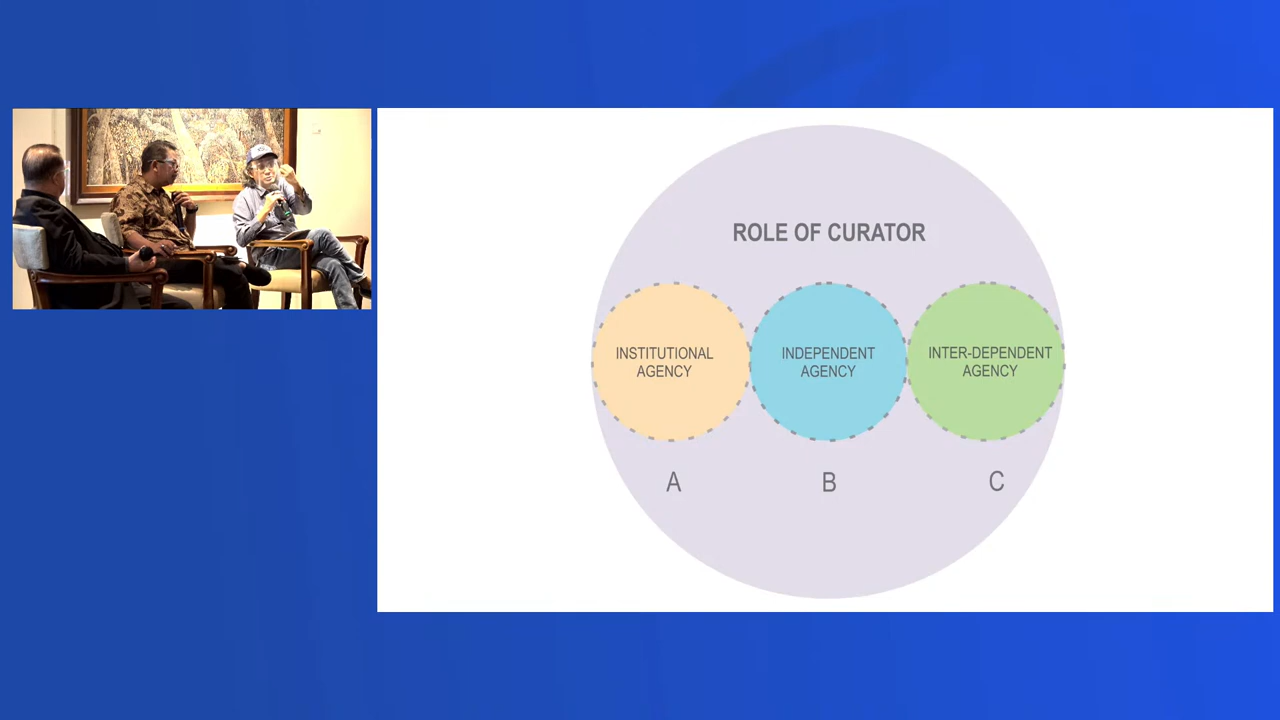 ROLE OF CURATOR
INSTITUTIONAL
AGENCY
INDEPENDENT
AGENCY
INTER-DEPENDENT
AGENCY
A
B
C